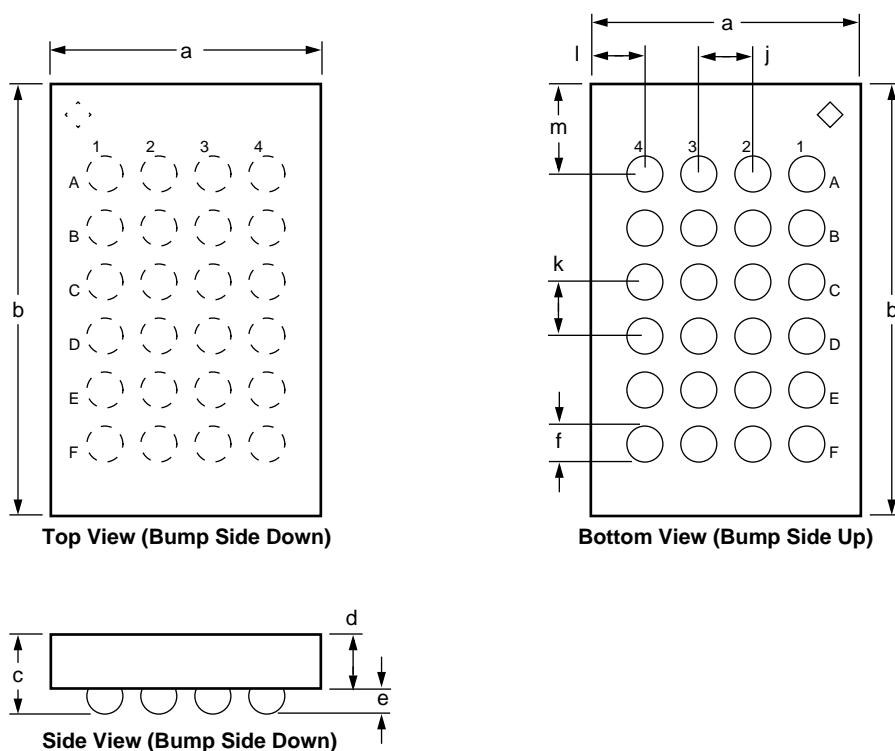 a
1 2 3 4
A
B
C
D
E
F
b
Top View (Bump Side Down)
a
l
j
m
4 3 2 1
A
B
k
C
D
E
f
F
b
Bottom View (Bump Side Up)
d
c
e
Side View (Bump Side Down)